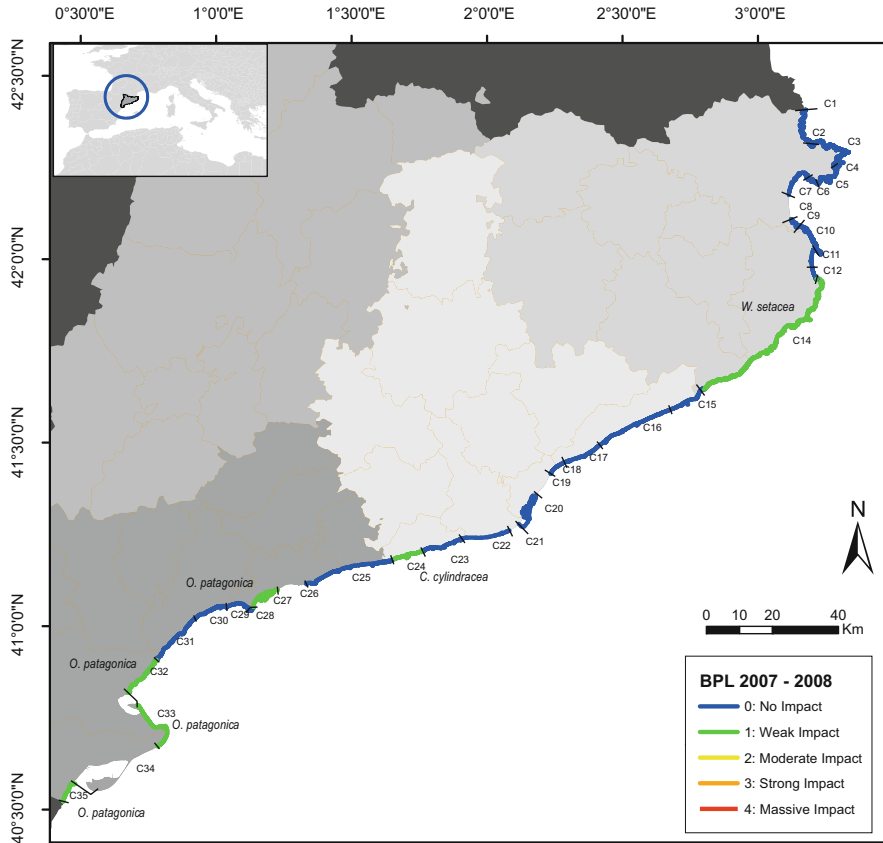 0°30'0"E 1°0'0"E 1°30'0"E 2°0'0"E 2°30'0"E 3°0'0"E
42°30'0"N
42°0'0"N
41°30'0"N
41°0'0"N
40°30'0"N
C1
C2
C3
C4
C5
C6
C7
C8
C9
C10
C11
C12
W. setacea
C14
C15
C16
C17
C18
C19
C20
C21
C22
C23
C24
C. cylindracea
C25
C26
O. patagonica
C27
C28
C29
C30
C31
O. patagonica
C32
C33
O. patagonica
C34
C35
O. patagonica
N
0 10 20 40
Km
BPL 2007 - 2008
0: No Impact
1: Weak Impact
2: Moderate Impact
3: Strong Impact
4: Massive Impact